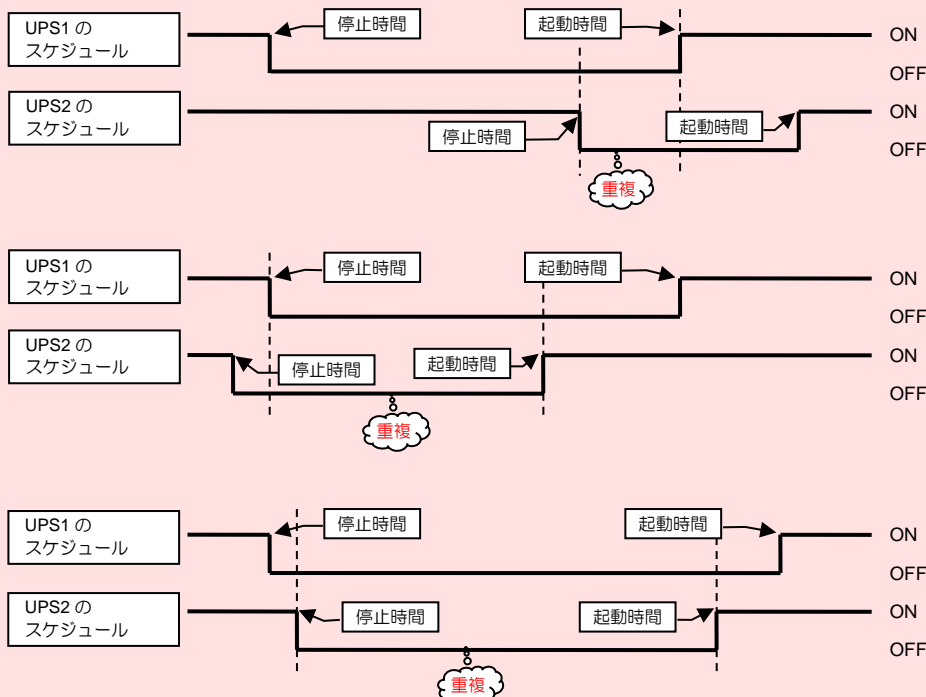 UPS1 の
スケジュール
停止時間
起動時間
ON
OFF
UPS2 の
スケジュール
停止時間
起動時間
ON
OFF
重複
UPS1 の
スケジュール
停止時間
起動時間
ON
OFF
UPS2 の
スケジュール
停止時間
起動時間
ON
OFF
重複
UPS1 の
スケジュール
停止時間
起動時間
ON
OFF
UPS2 の
スケジュール
停止時間
起動時間
ON
OFF
重複